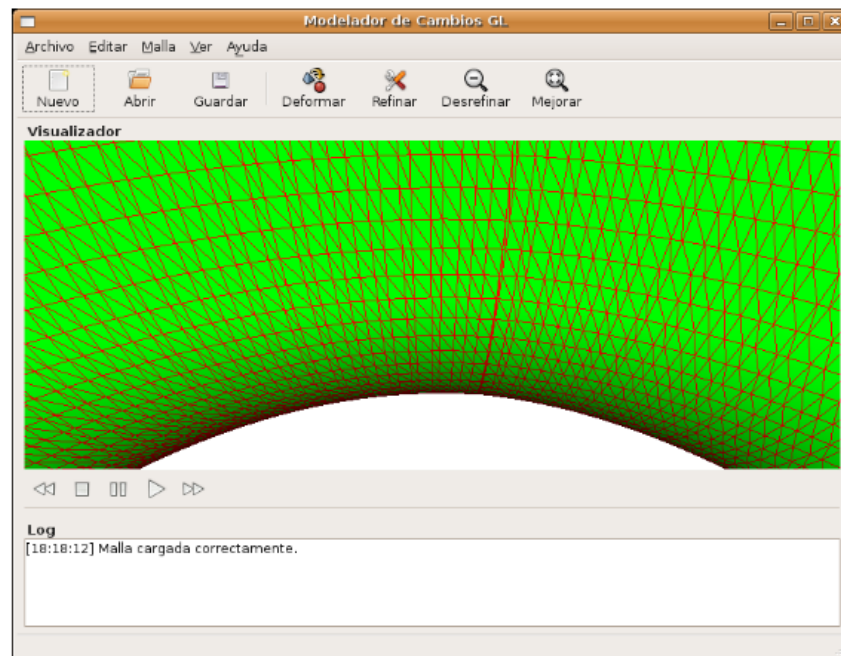 Modelador de Cambios GL
Archivo Editar Malla Ver Ayuda
Nuevo Abrir Guardar Deformar Refinar Desrefinar Mejorar
Visualizador
Log
[18:18:12] Malla cargada correctamente.